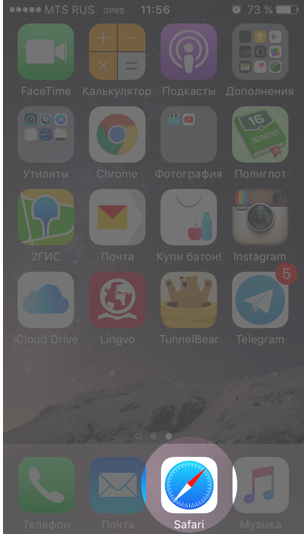 MTS RUS GPRS 11:56 73 %
FaceTime Калькулятор Подкасты Дополнения
Утилиты Chrome Фотография Полиглот
16
ПОЛИГЛОТ
2ГИС Почта Купи батон! Instagram
5
iCloud Drive Lingvo TunnelBear Telegram
Телефон Почта Safari Музыка